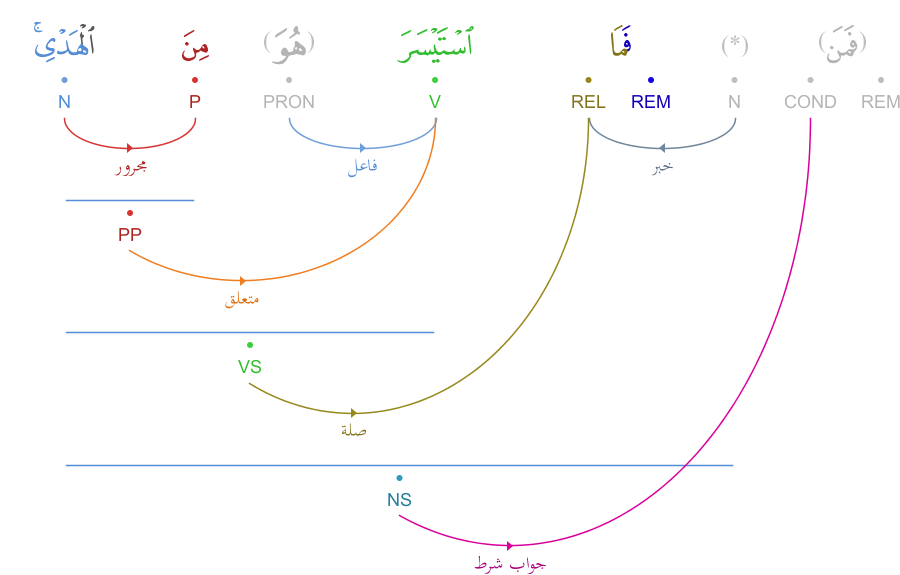 (فَمَن) (*) فَمَا ٱسْتَيْسَرَ (هُوَ) مِنَ ٱلْهَدْىِ ۚ
REM COND N REM REL V PRON P N
خبر فاعل مجرور
PP
متعلق
VS
صلة
NS
جواب شرط